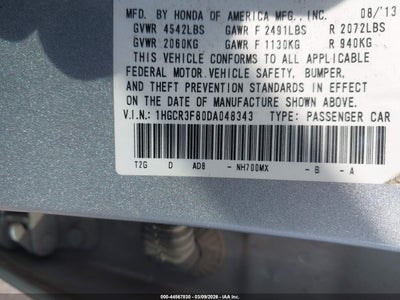 MFD. BY HONDA OF AMERICA MFG., INC. 08/'13
GVWR 4542LBS GAWR F 2491LBS R 2072LBS
GVWR 2060KG GAWR F 1130KG R 940KG
THIS VEHICLE CONFORMS TO ALL APPLICABLE
FEDERAL MOTOR VEHICLE SAFETY, BUMPER,
AND THEFT PREVENTION STANDARDS IN EFFECT ON
THE DATE OF MANUFACTURE SHOWN ABOVE.
V.I.N.: 1HGCR3F80DA048343 TYPE: PASSENGER CAR
T2G D AD8 - NH700MX - B - A
000-44567830 - 03/09/2026 - IAA, Inc.